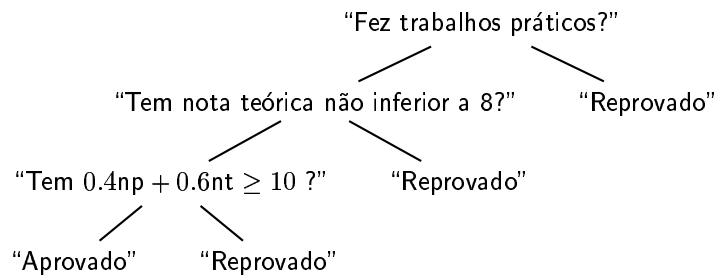 “Fez trabalhos práticos?”
“Tem nota teórica não inferior a 8?” “Reprovado”
“Tem 0.4np + 0.6nt ≥ 10 ?” “Reprovado”
“Aprovado” “Reprovado”